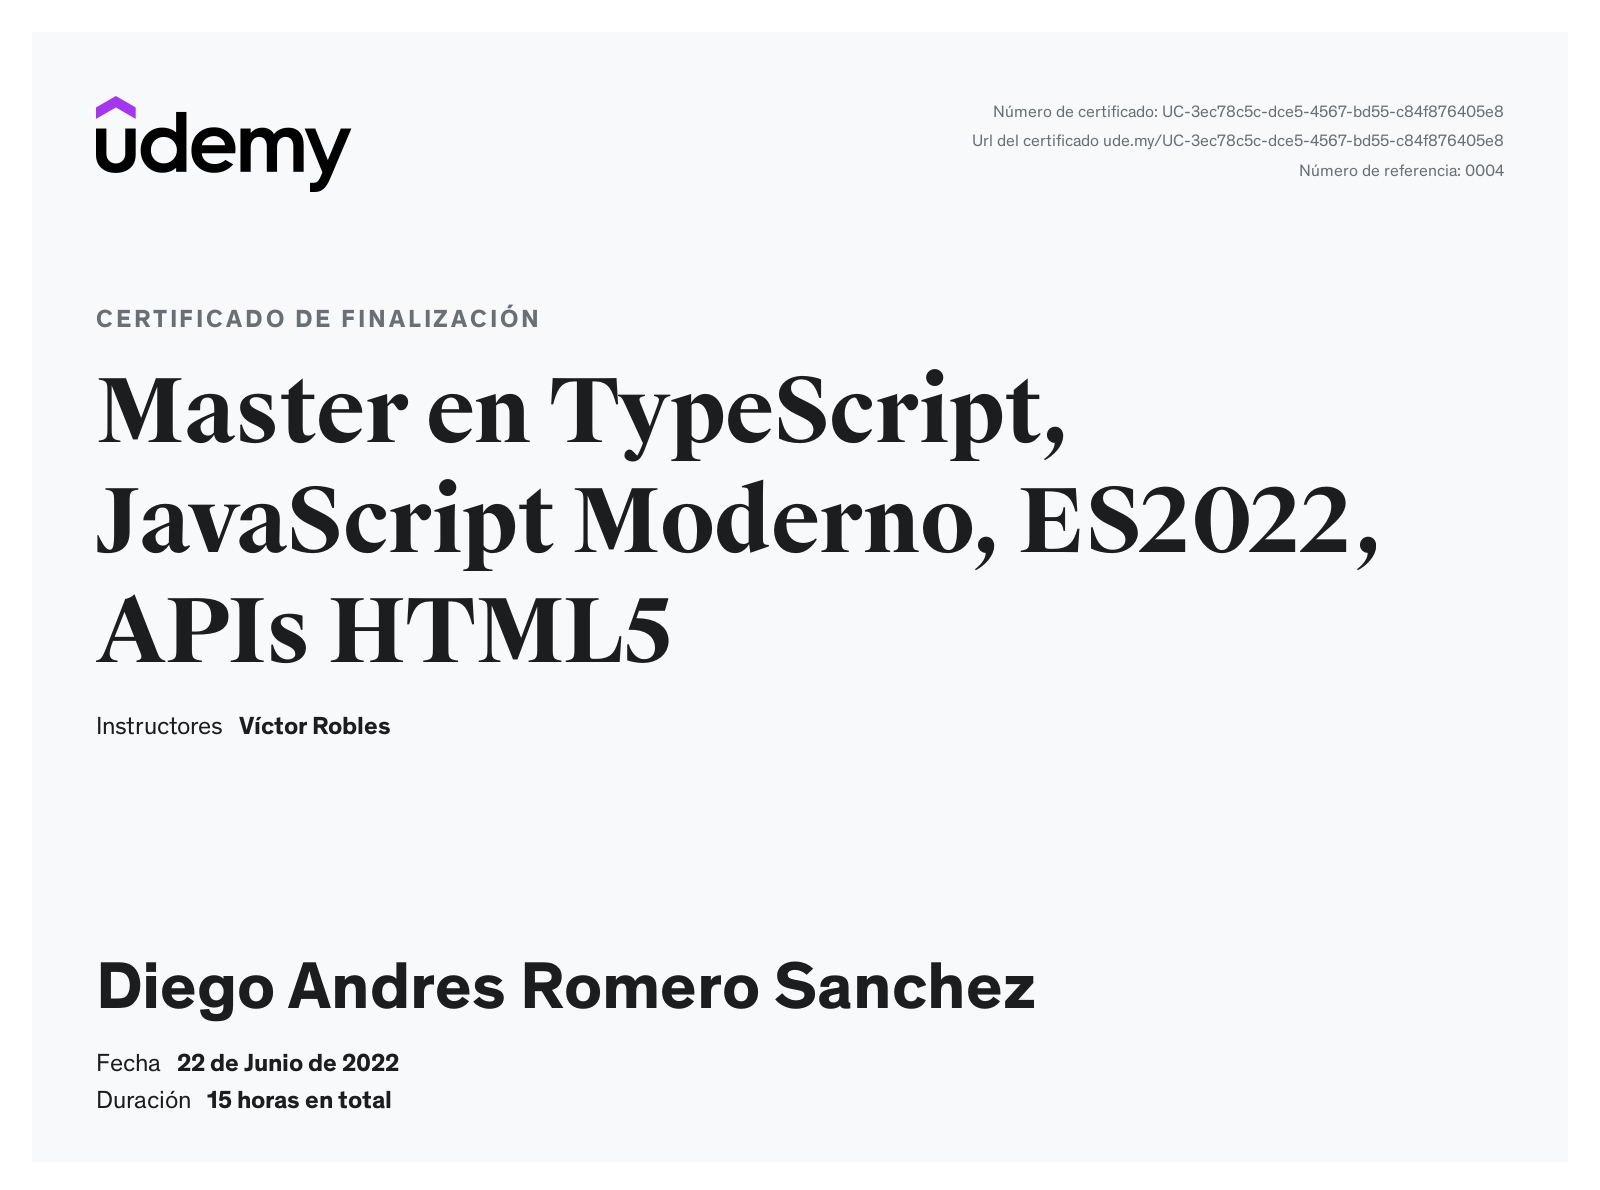 udemy
Número de certificado: UC-3ec78c5c-dce5-4567-bd55-c84f876405e8
Url del certificado ude.my/UC-3ec78c5c-dce5-4567-bd55-c84f876405e8
Número de referencia: 0004
CERTIFICADO DE FINALIZACIÓN
Master en TypeScript,
JavaScript Moderno, ES2022,
APIs HTML5
Instructores Víctor Robles
Diego Andres Romero Sanchez
Fecha 22 de Junio de 2022
Duración 15 horas en total